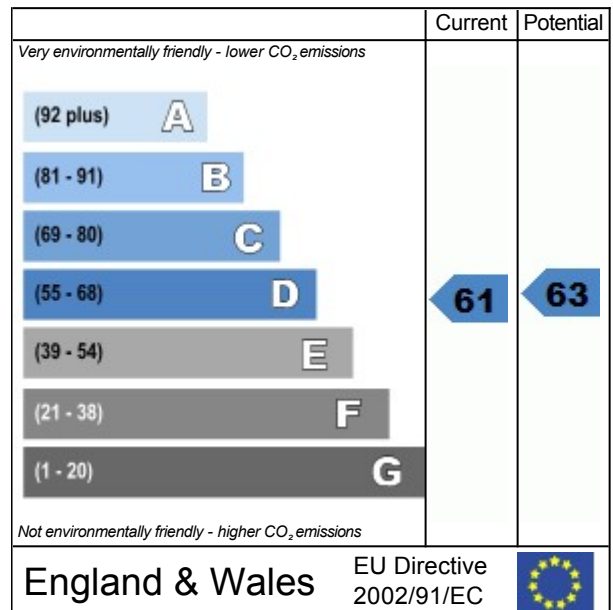 Current Potential
Very environmentally friendly - lower CO₂ emissions
(92 plus) A
(81 - 91) B
(69 - 80) C
(55 - 68) D 61 63
(39 - 54) E
(21 - 38) F
(1 - 20) G
Not environmentally friendly - higher CO₂ emissions
England & Wales EU Directive
2002/91/EC